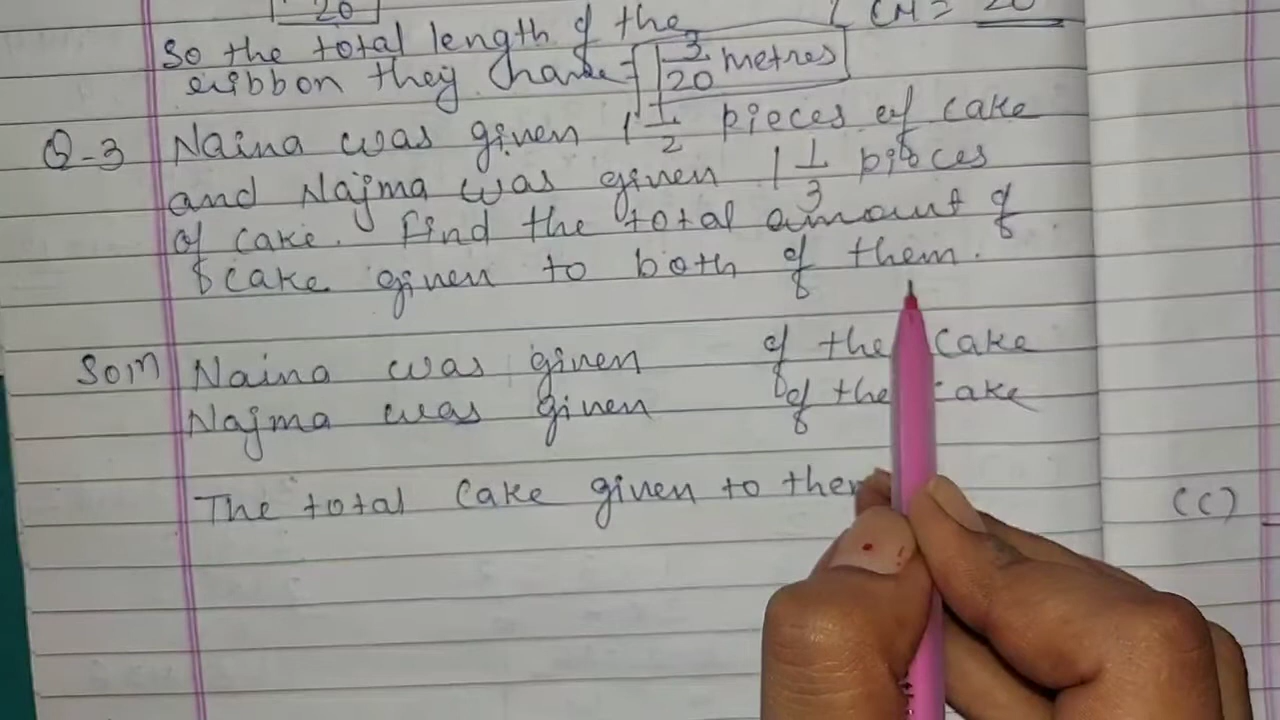 20
CM = 20
So the total length of the
ribbon they have = 1 3/20 metres
Q-3 Naina was given 1 1/2 pieces of cake
and Najma was given 1 1/3 pieces
of cake. Find the total amount of
cake given to both of them.
Soln Naina was given of the cake
Najma was given of the cake
The total cake given to them
(C)